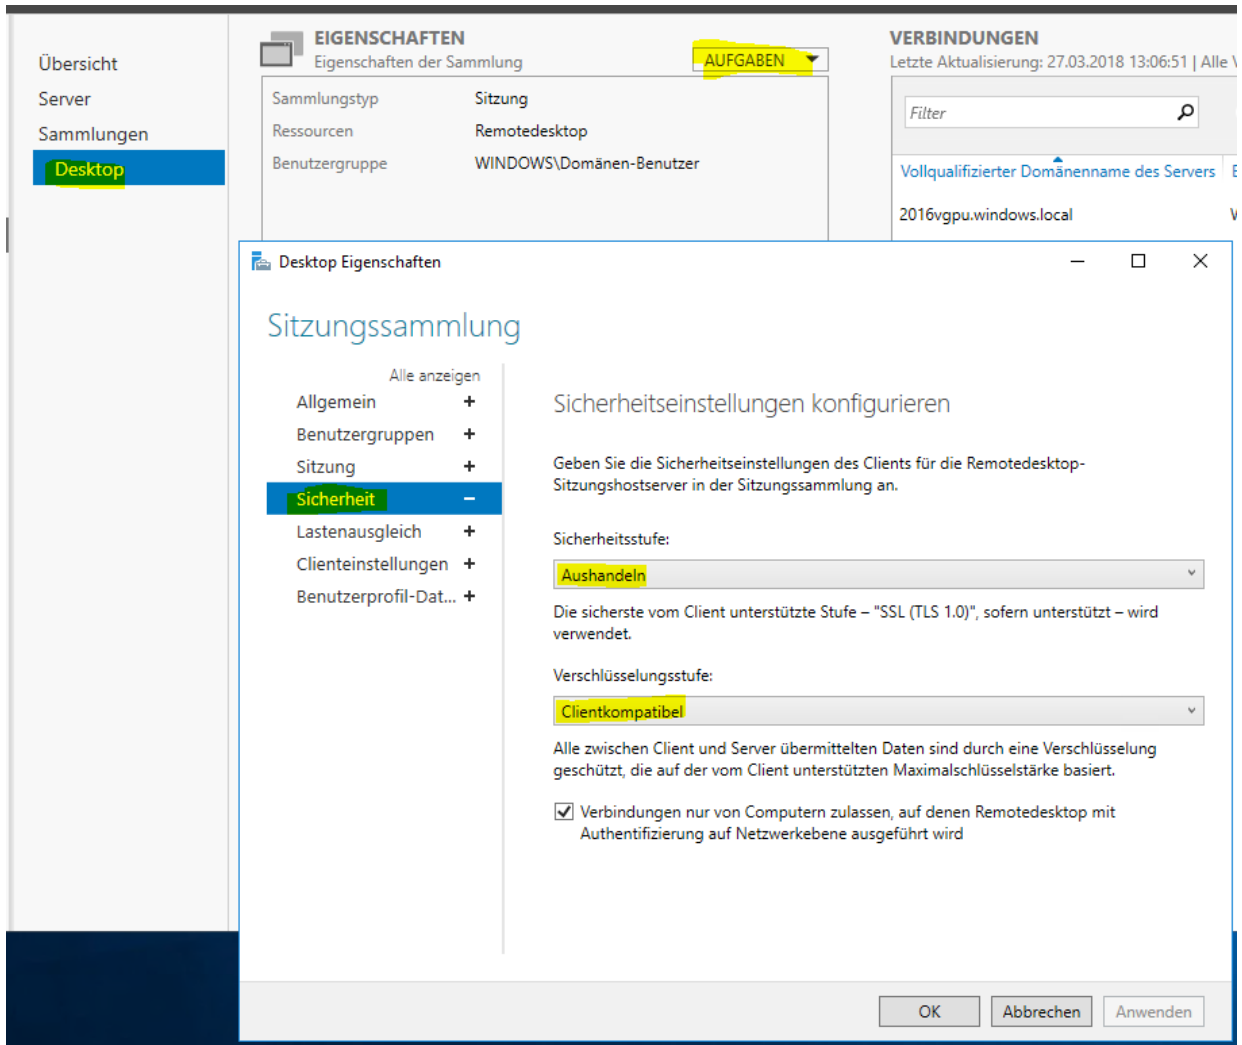 Übersicht
Server
Sammlungen
Desktop
EIGENSCHAFTEN
Eigenschaften der Sammlung
AUFGABEN
Sammlungstyp Sitzung
Ressourcen Remotedesktop
Benutzergruppe WINDOWS\Domänen-Benutzer
VERBINDUNGEN
Letzte Aktualisierung: 27.03.2018 13:06:51 | Alle
Filter
Vollqualifizierter Domänenname des Servers
2016vgpu.windows.local
Desktop Eigenschaften
Sitzungssammlung
Alle anzeigen
Allgemein +
Benutzergruppen +
Sitzung +
Sicherheit –
Lastenausgleich +
Clienteinstellungen +
Benutzerprofil-Dat... +
Sicherheitseinstellungen konfigurieren
Geben Sie die Sicherheitseinstellungen des Clients für die Remotedesktop-
Sitzungshostserver in der Sitzungssammlung an.
Sicherheitsstufe:
Aushandeln
Die sicherste vom Client unterstützte Stufe – "SSL (TLS 1.0)", sofern unterstützt – wird
verwendet.
Verschlüsselungsstufe:
Clientkompatibel
Alle zwischen Client und Server übermittelten Daten sind durch eine Verschlüsselung
geschützt, die auf der vom Client unterstützten Maximalschlüsselstärke basiert.
Verbindungen nur von Computern zulassen, auf denen Remotedesktop mit
Authentifizierung auf Netzwerkebene ausgeführt wird
OK
Abbrechen
Anwenden